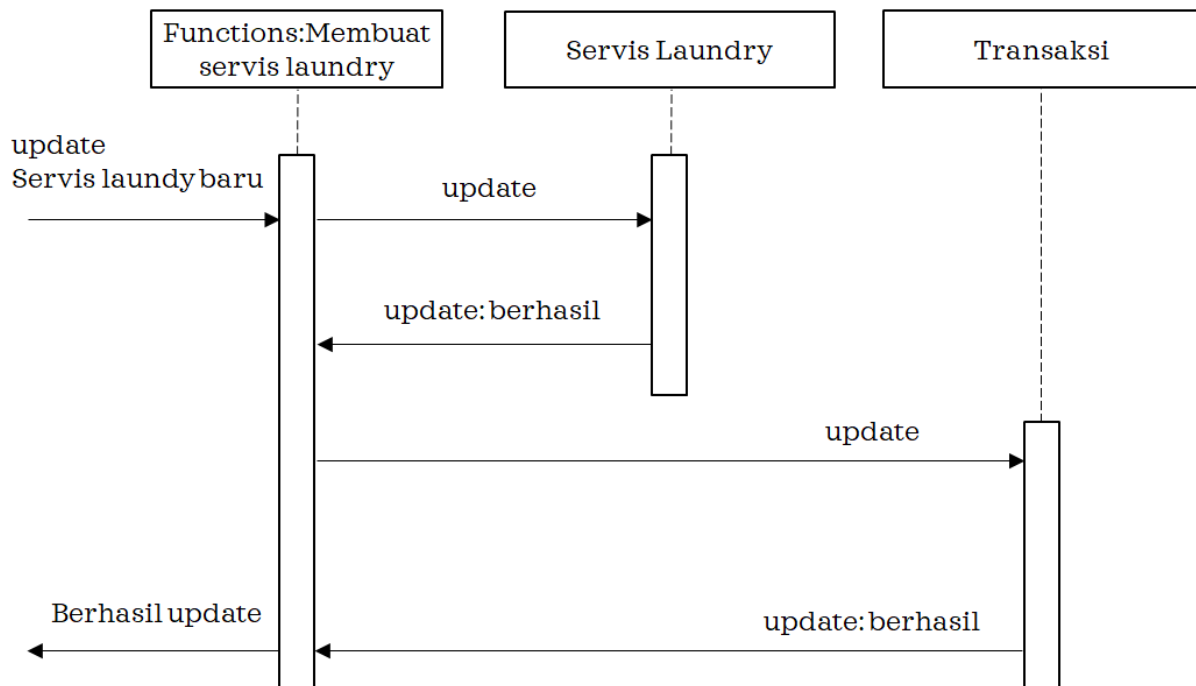 Functions:Membuat
servis laundry
Servis Laundry
Transaksi
update
Servis laundy baru
update
update: berhasil
update
Berhasil update
update: berhasil